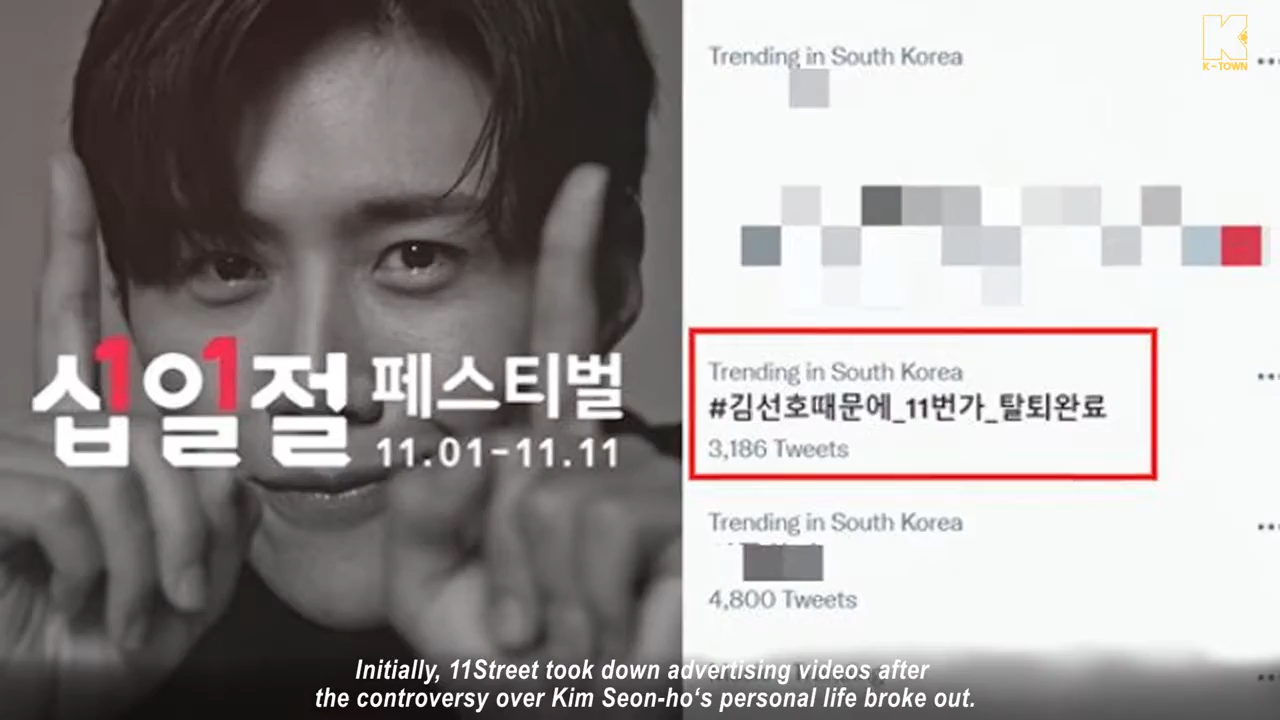 K-TOWN
십일절 페스티벌
11.01-11.11
Trending in South Korea
Trending in South Korea
#김선호때문에_11번가_탈퇴완료
3,186 Tweets
Trending in South Korea
4,800 Tweets
Initially, 11Street took down advertising videos after
the controversy over Kim Seon-ho‘s personal life broke out.